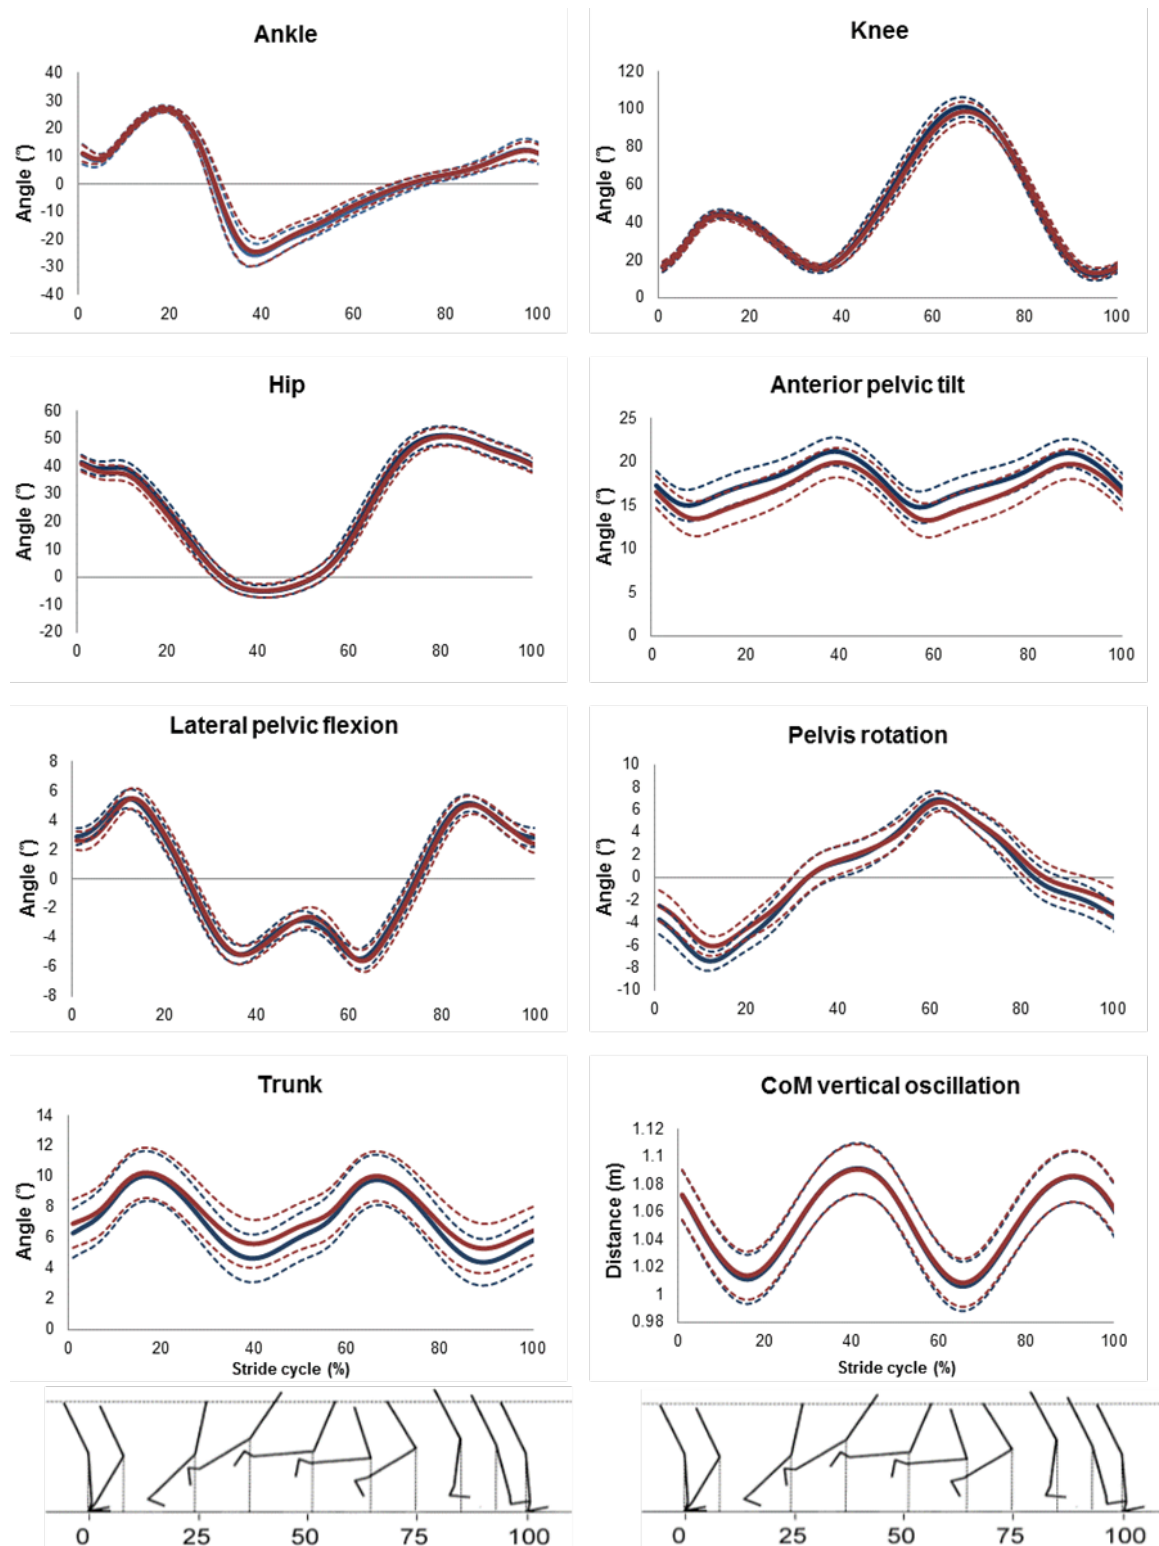 Ankle
Angle (°)
40
30
20
10
0
-10
-20
-30
-40
0 20 40 60 80 100
Knee
Angle (°)
120
100
80
60
40
20
0
0 20 40 60 80 100
Hip
Angle (°)
60
50
40
30
20
10
0
-10
-20
0 20 40 60 80 100
Anterior pelvic tilt
Angle (°)
25
20
15
10
5
0
0 20 40 60 80 100
Lateral pelvic flexion
Angle (°)
8
6
4
2
0
-2
-4
-6
-8
0 20 40 60 80 100
Pelvis rotation
Angle (°)
10
8
6
4
2
0
-2
-4
-6
-8
-10
0 20 40 60 80 100
Trunk
Angle (°)
14
12
10
8
6
4
2
0
0 20 40 60 80 100
Stride cycle (%)
CoM vertical oscillation
Distance (m)
1.12
1.1
1.08
1.06
1.04
1.02
1
0.98
0 20 40 60 80 100
Stride cycle (%)
0 25 50 75 100
0 25 50 75 100